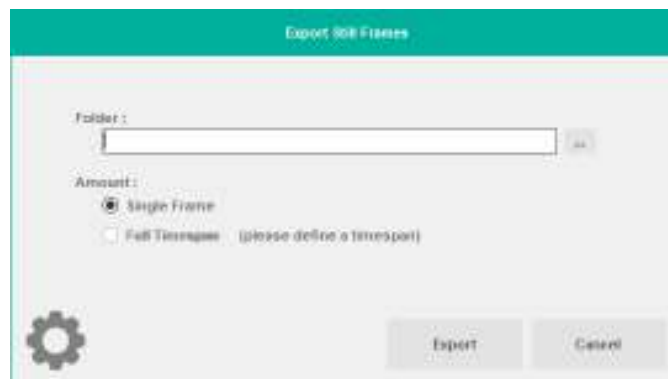 Export Still Frames
Folder :
...
Amount :
Single Frame
Full Timespan (please define a timespan)
Export Cancel